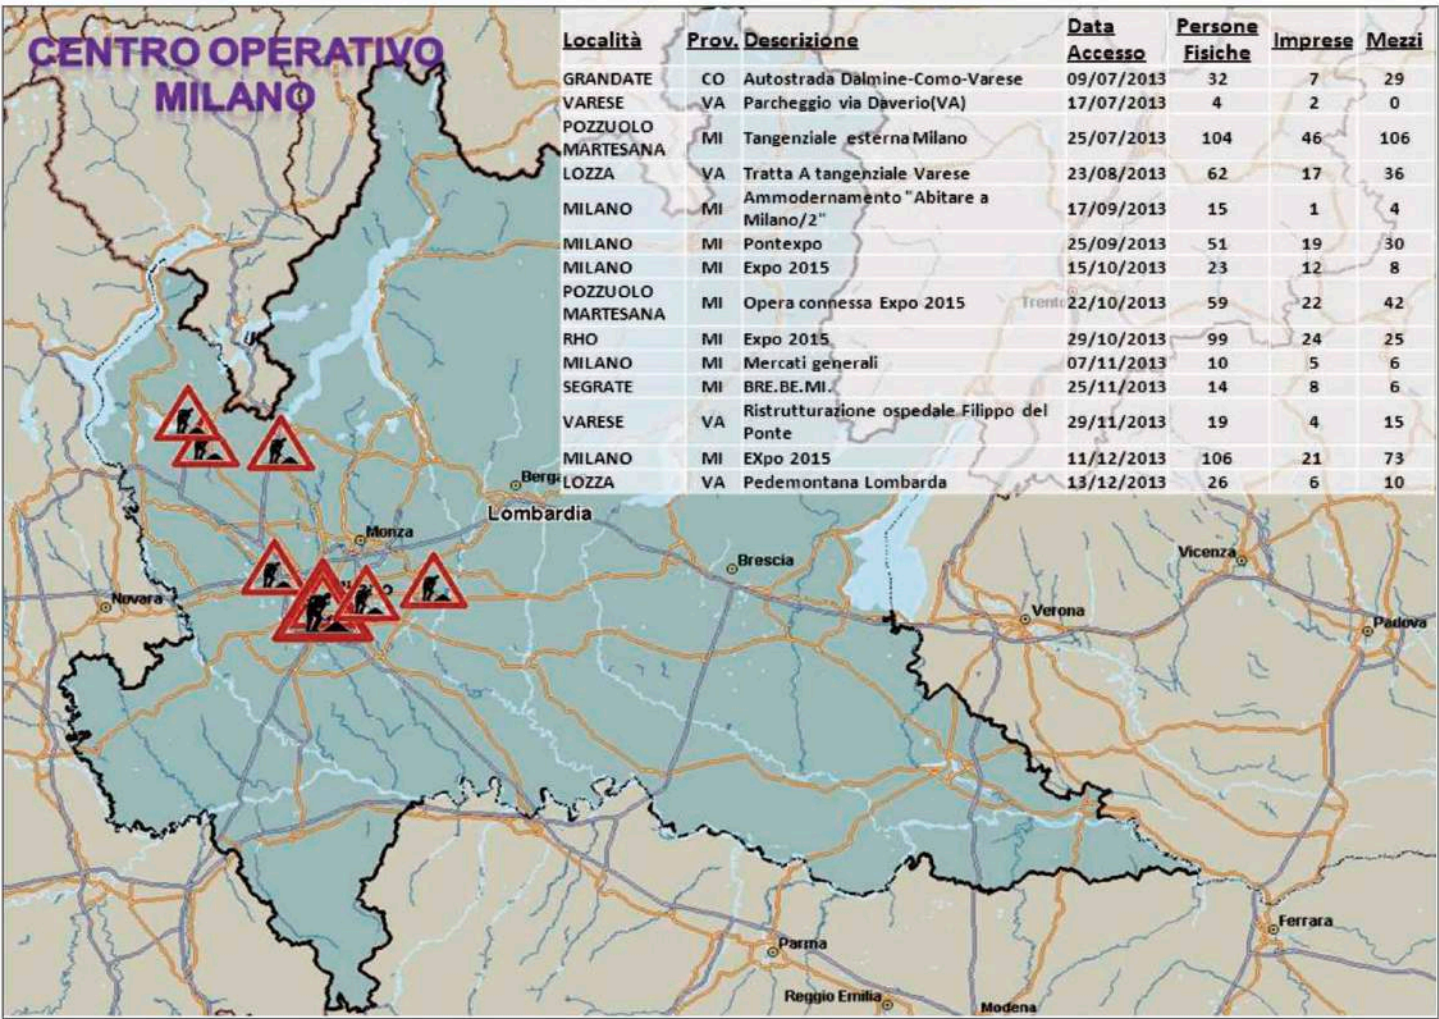 CENTRO OPERATIVO
MILANO
Località Prov. Descrizione Data Accesso Persone Fisiche Imprese Mezzi
GRANDATE CO Autostrada Dalmine-Como-Varese 09/07/2013 32 7 29
VARESE VA Parcheggio via Daverio(VA) 17/07/2013 4 2 0
POZZUOLO MARTESANA MI Tangenziale esterna Milano 25/07/2013 104 46 106
LOZZA VA Tratta A tangenziale Varese 23/08/2013 62 17 36
MILANO MI Ammodernamento "Abitare a Milano/2" 17/09/2013 15 1 4
MILANO MI Pontexpo 25/09/2013 51 19 30
MILANO MI Expo 2015 15/10/2013 23 12 8
POZZUOLO MARTESANA MI Opera connessa Expo 2015 22/10/2013 59 22 42
RHO MI Expo 2015 29/10/2013 99 24 25
MILANO MI Mercati generali 07/11/2013 10 5 6
SEGRATE MI BRE.BE.MI. 25/11/2013 14 8 6
VARESE VA Ristrutturazione ospedale Filippo del Ponte 29/11/2013 19 4 15
MILANO MI EXpo 2015 11/12/2013 106 21 73
LOZZA VA Pedemontana Lombarda 13/12/2013 26 6 10
Trento
Berga
Lombardia
Monza
Brescia
Vicenza
Novara
Verona
Padova
Ferrara
Parma
Reggio Emilia
Modena